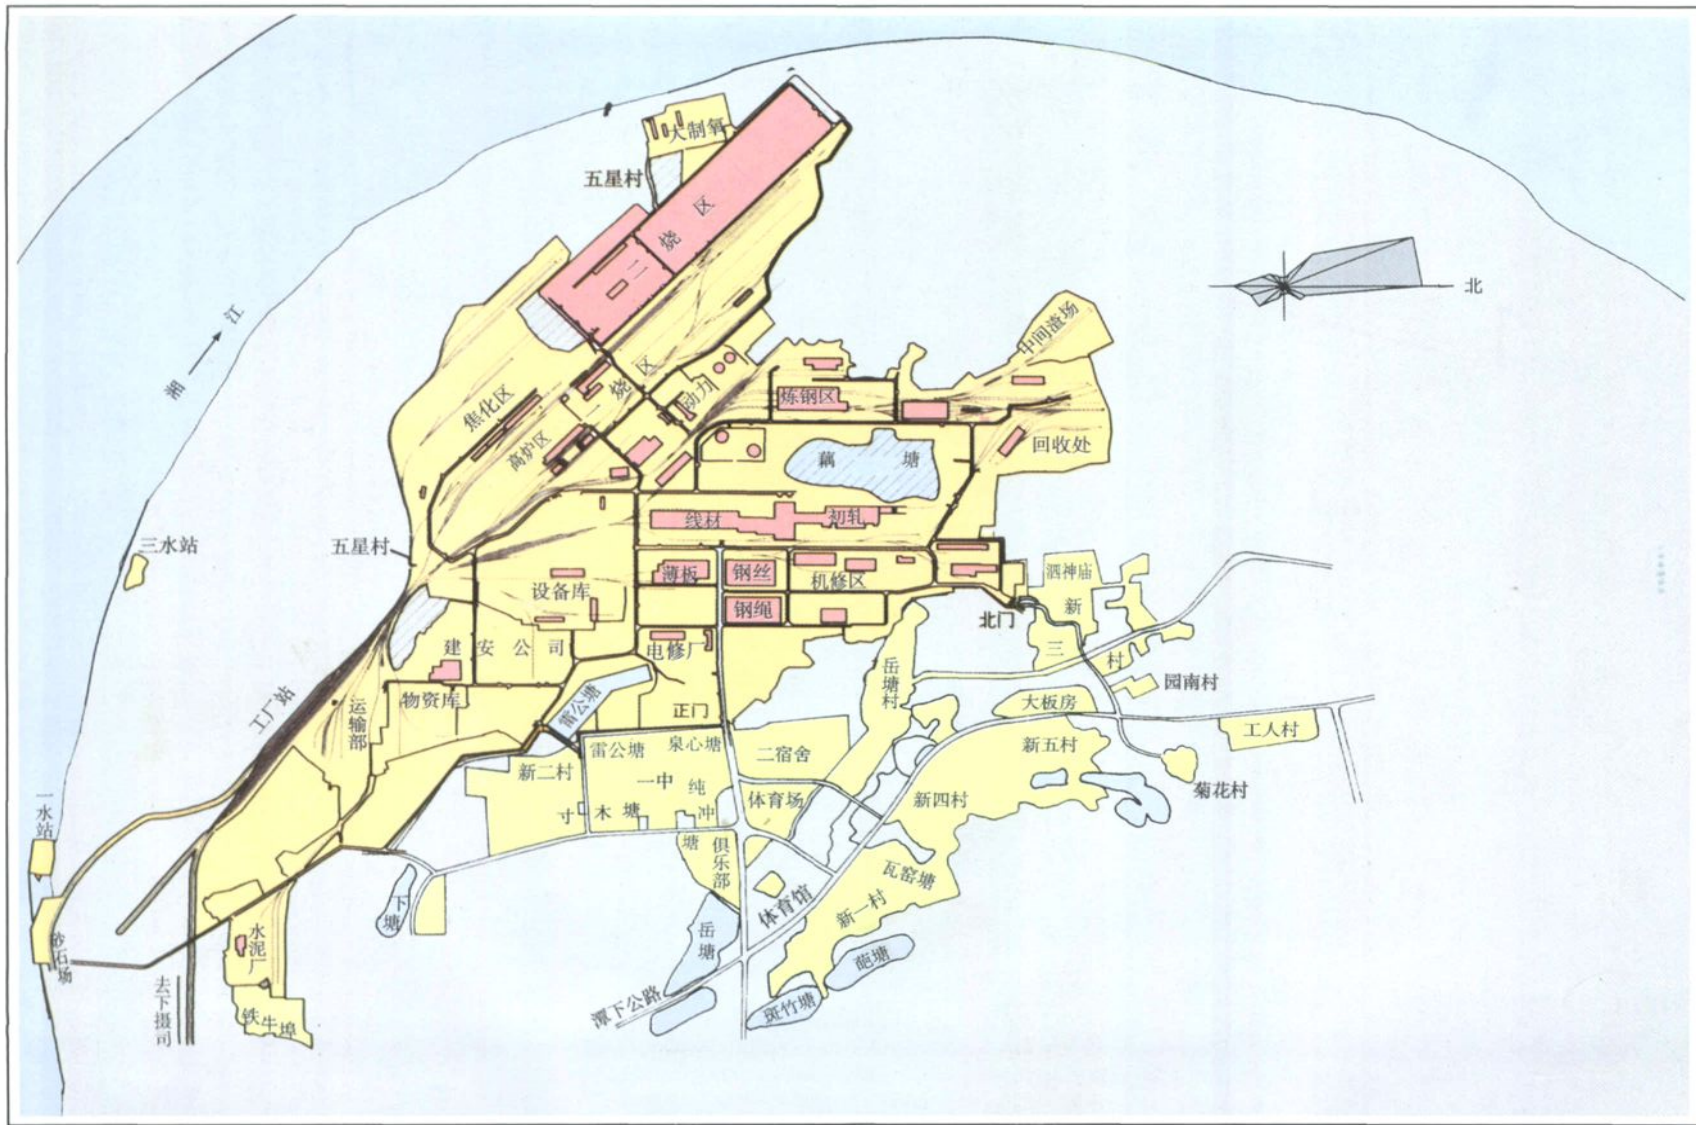 大制氧
五星村
二烧区
湘江
北
中间渣场
焦化区
一烧区
动力
炼钢区
高炉区
回收处
藕塘
线材
初轧
三水站
五星村
设备库
薄板
钢丝
机修区
泗神庙
钢绳
北门
新三村
建安公司
电修厂
岳塘村
园南村
物资库
工厂站
运输部
雷公塘
正门
大板房
工人村
雷公塘
泉心塘
二宿舍
新五村
新二村
一中
纯冲塘
体育场
新四村
菊花村
一水站
寸木塘
俱乐部
瓦窑塘
体育馆
新一村
下塘
岳塘
砂石场
水泥厂
葩塘
去下摄司
铁牛埠
潭下公路
斑竹塘